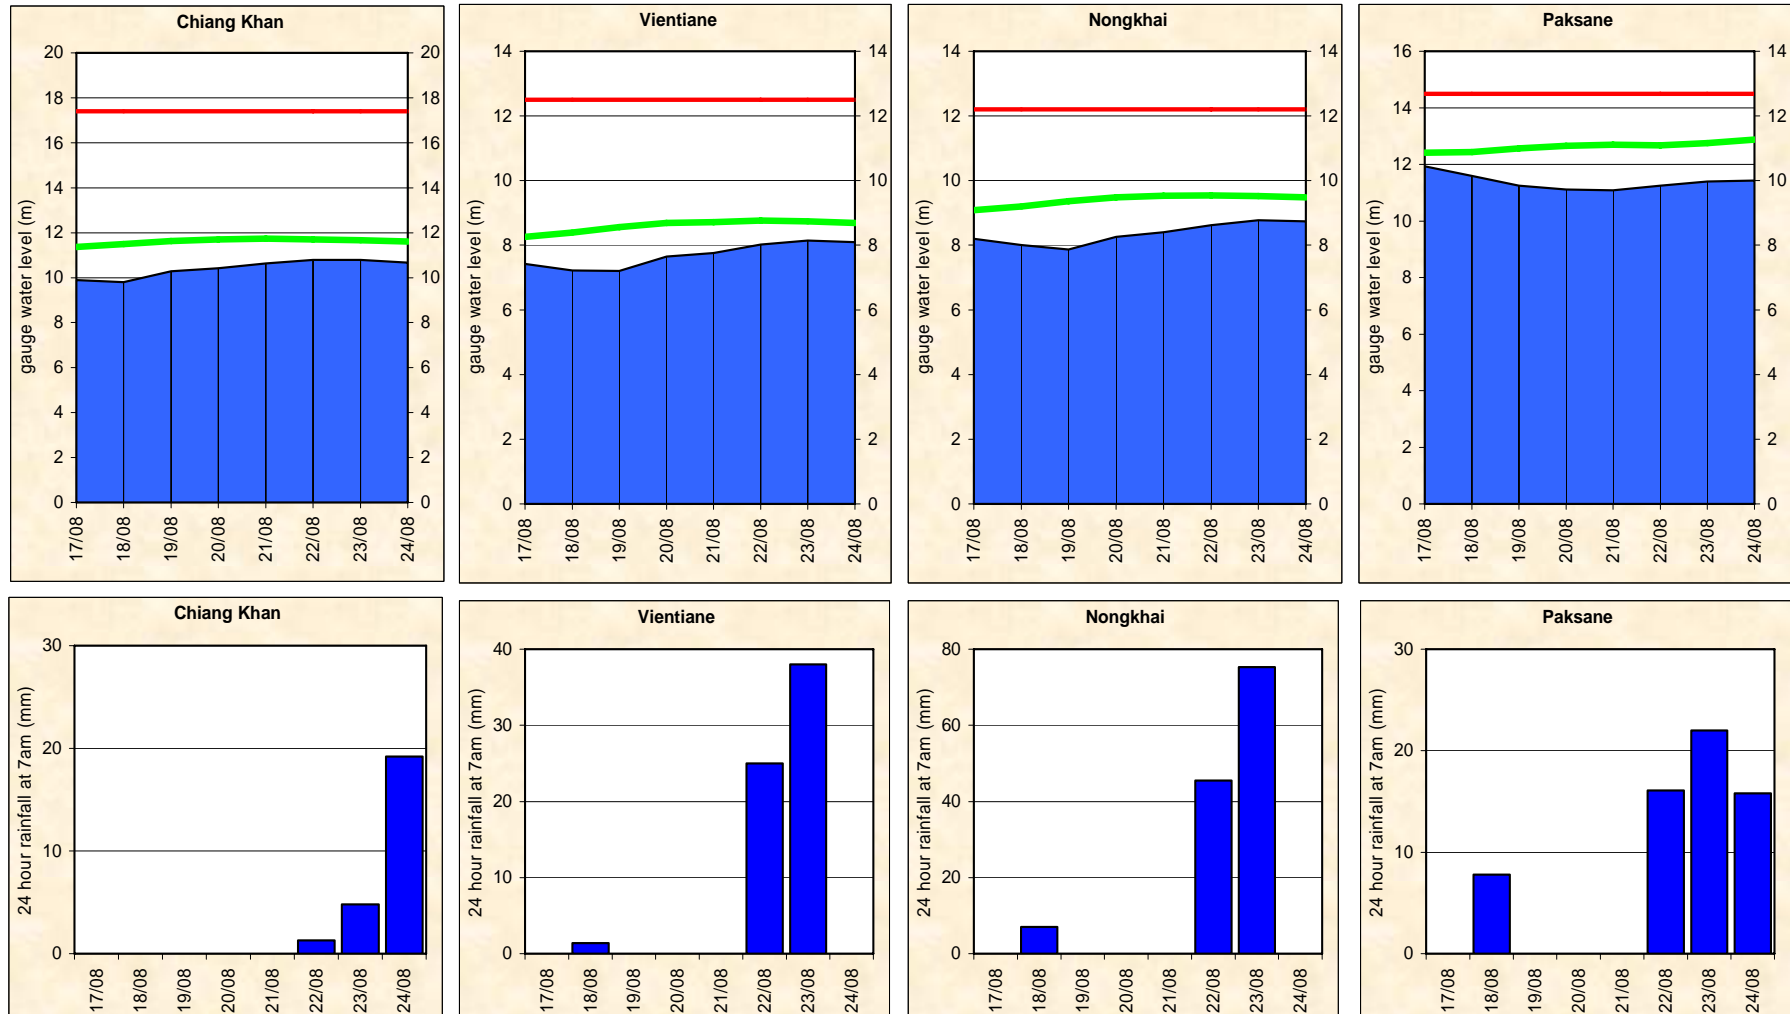 Chiang Khan
gauge water level (m)
20 18 16 14 12 10 8 6 4 2 0
20 18 16 14 12 10 8 6 4 2 0
17/08 18/08 19/08 20/08 21/08 22/08 23/08 24/08
Vientiane
gauge water level (m)
14 12 10 8 6 4 2 0
14 12 10 8 6 4 2 0
17/08 18/08 19/08 20/08 21/08 22/08 23/08 24/08
Nongkhai
gauge water level (m)
14 12 10 8 6 4 2 0
14 12 10 8 6 4 2 0
17/08 18/08 19/08 20/08 21/08 22/08 23/08 24/08
Paksane
gauge water level (m)
16 14 12 10 8 6 4 2 0
14 12 10 8 6 4 2 0
17/08 18/08 19/08 20/08 21/08 22/08 23/08 24/08
Chiang Khan
24 hour rainfall at 7am (mm)
30 20 10 0
17/08 18/08 19/08 20/08 21/08 22/08 23/08 24/08
Vientiane
24 hour rainfall at 7am (mm)
40 30 20 10 0
17/08 18/08 19/08 20/08 21/08 22/08 23/08 24/08
Nongkhai
24 hour rainfall at 7am (mm)
80 60 40 20 0
17/08 18/08 19/08 20/08 21/08 22/08 23/08 24/08
Paksane
24 hour rainfall at 7am (mm)
30 20 10 0
17/08 18/08 19/08 20/08 21/08 22/08 23/08 24/08